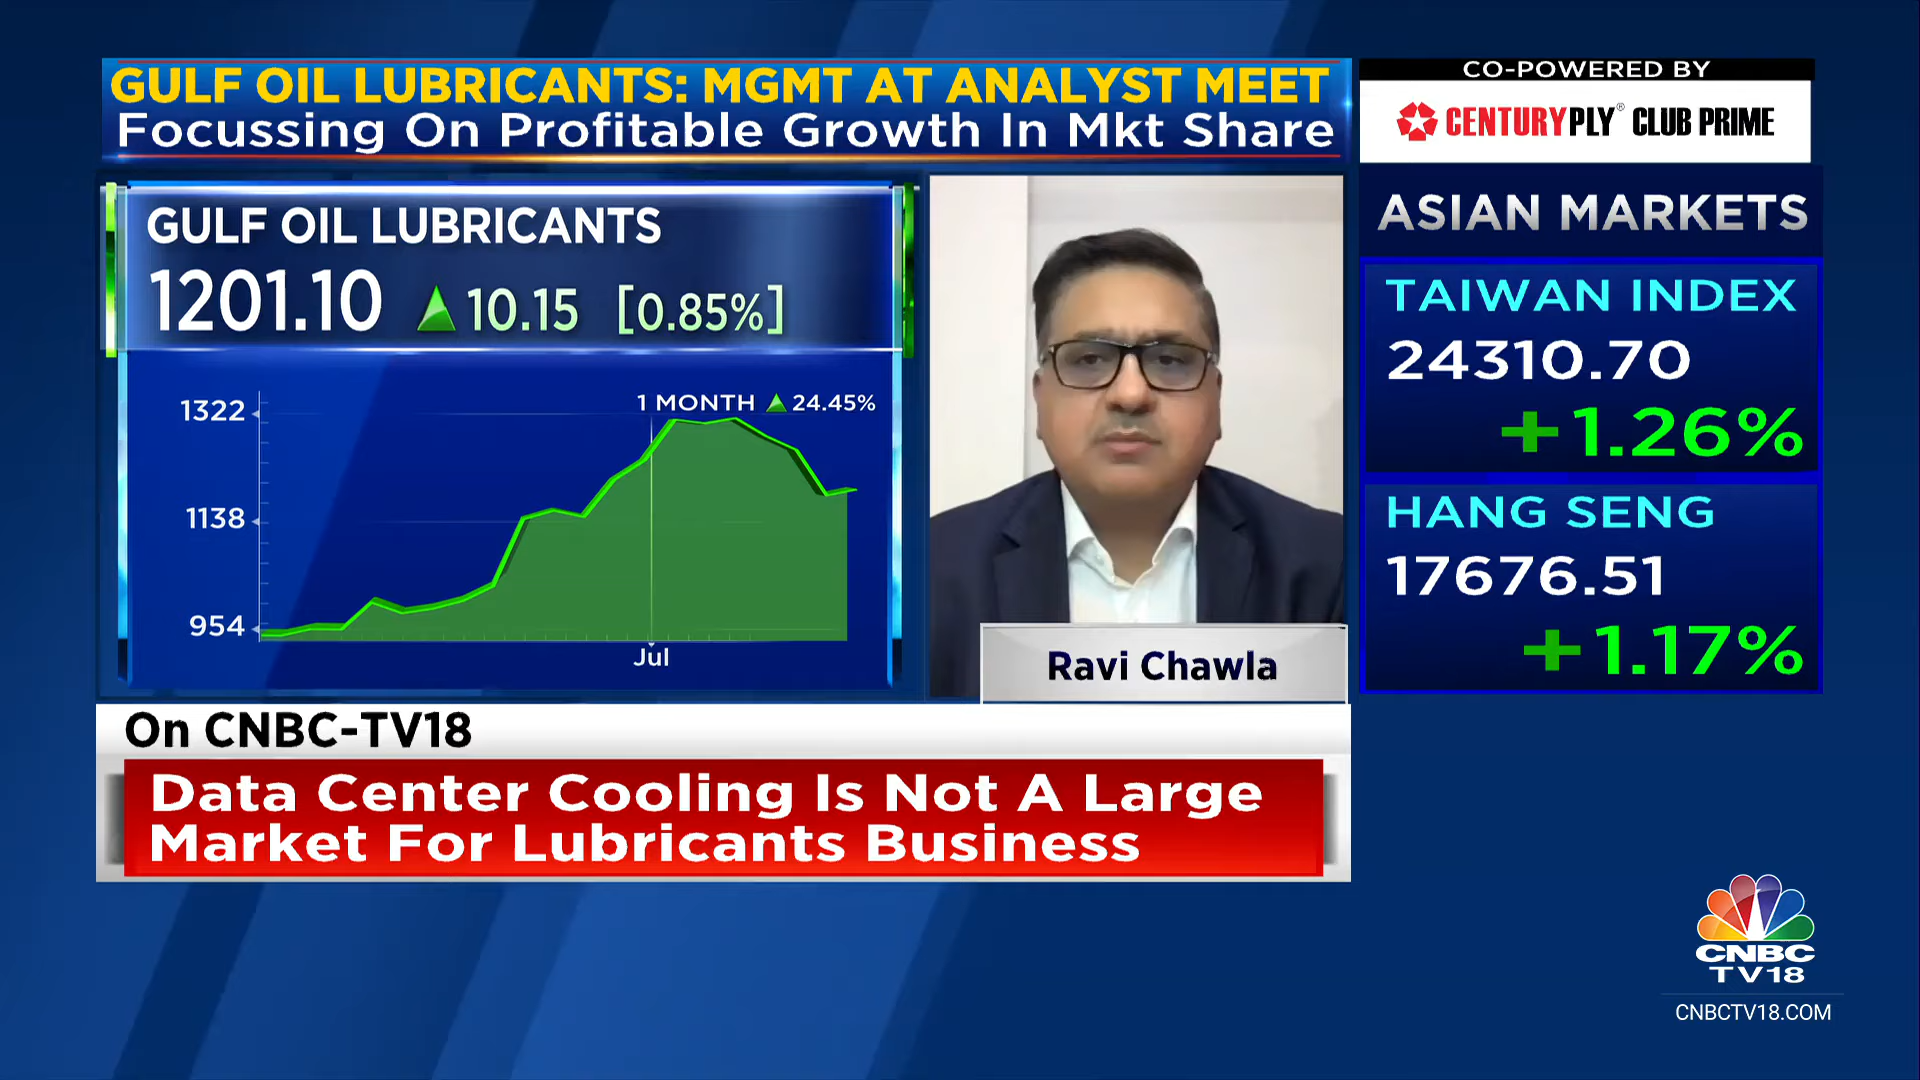 GULF OIL LUBRICANTS: MGMT AT ANALYST MEET
Focussing On Profitable Growth In Mkt Share
CO-POWERED BY
CENTURYPLY® CLUB PRIME
GULF OIL LUBRICANTS
1201.10 ▲ 10.15 [0.85%]
1 MONTH ▲ 24.45%
1322
1138
954
Jul
Ravi Chawla
ASIAN MARKETS
TAIWAN INDEX
24310.70
+1.26%
HANG SENG
17676.51
+1.17%
On CNBC-TV18
Data Center Cooling Is Not A Large
Market For Lubricants Business
CNBC
TV18
CNBCTV18.COM